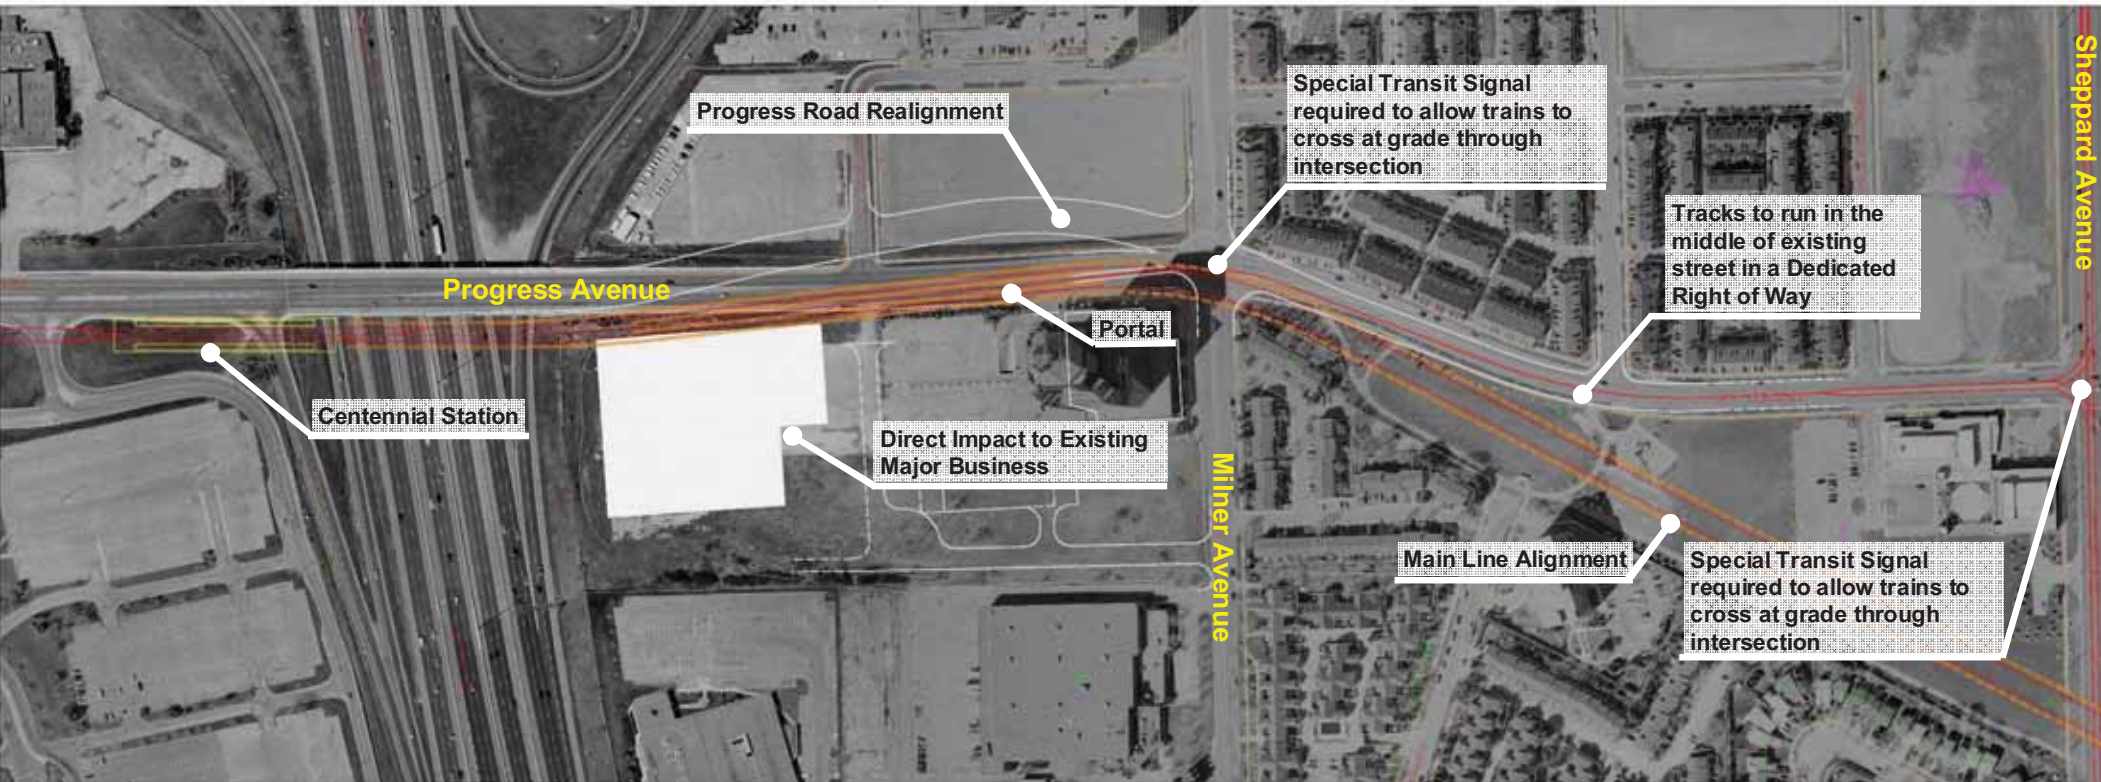 Progress Road Realignment
Special Transit Signal
required to allow trains to
cross at grade through
intersection
Sheppard Avenue
Tracks to run in the
middle of existing
street in a Dedicated
Right of Way
Progress Avenue
Portal
Centennial Station
Direct Impact to Existing
Major Business
Milner Avenue
Main Line Alignment
Special Transit Signal
required to allow trains to
cross at grade through
intersection